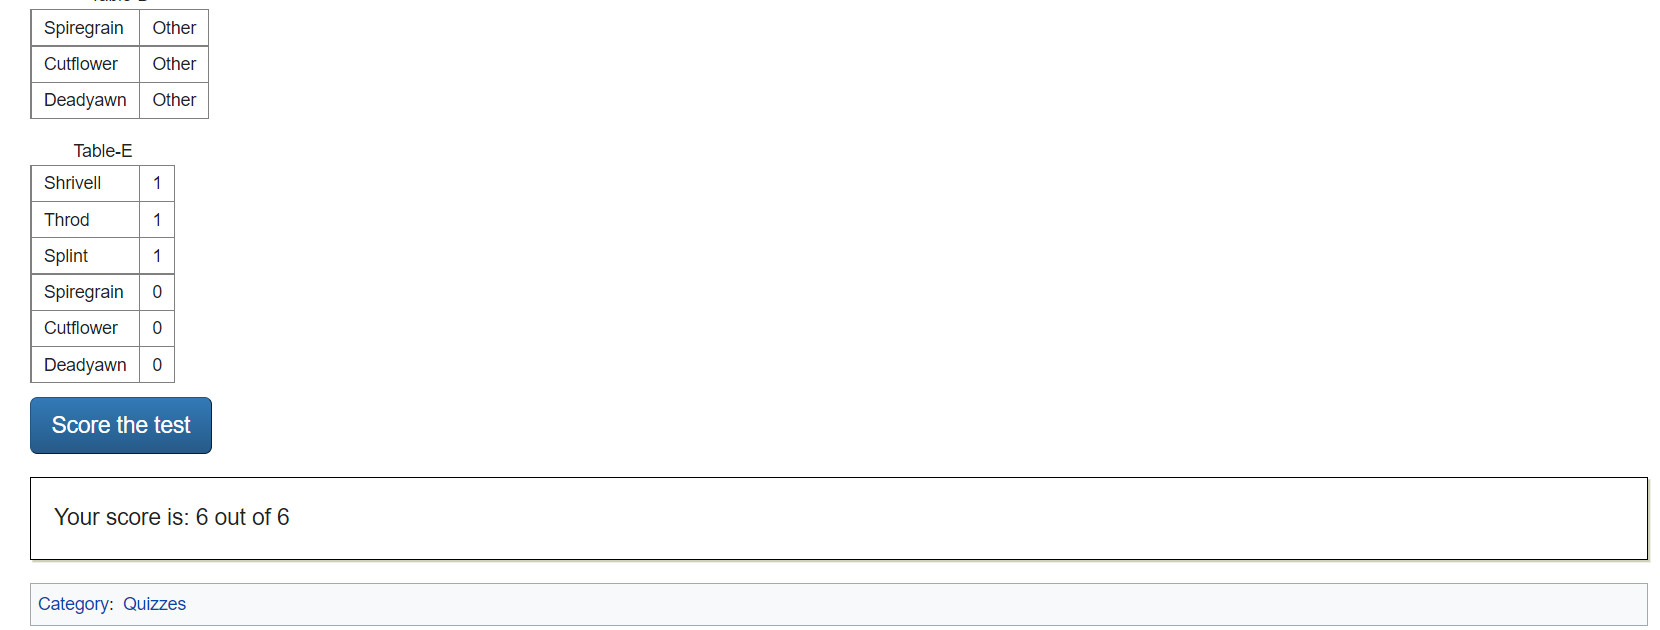 Spiregrain Other
Cutflower Other
Deadyawn Other
Table-E
Shrivell 1
Throd 1
Splint 1
Spiregrain 0
Cutflower 0
Deadyawn 0
Score the test
Your score is: 6 out of 6
Category: Quizzes